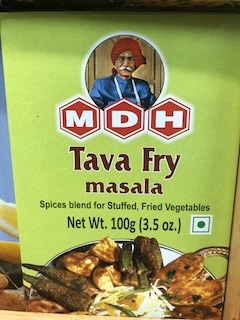 MDH
Tava Fry
masala
Spices blend for Stuffed, Fried Vegetables
Net Wt. 100g (3.5 oz.)